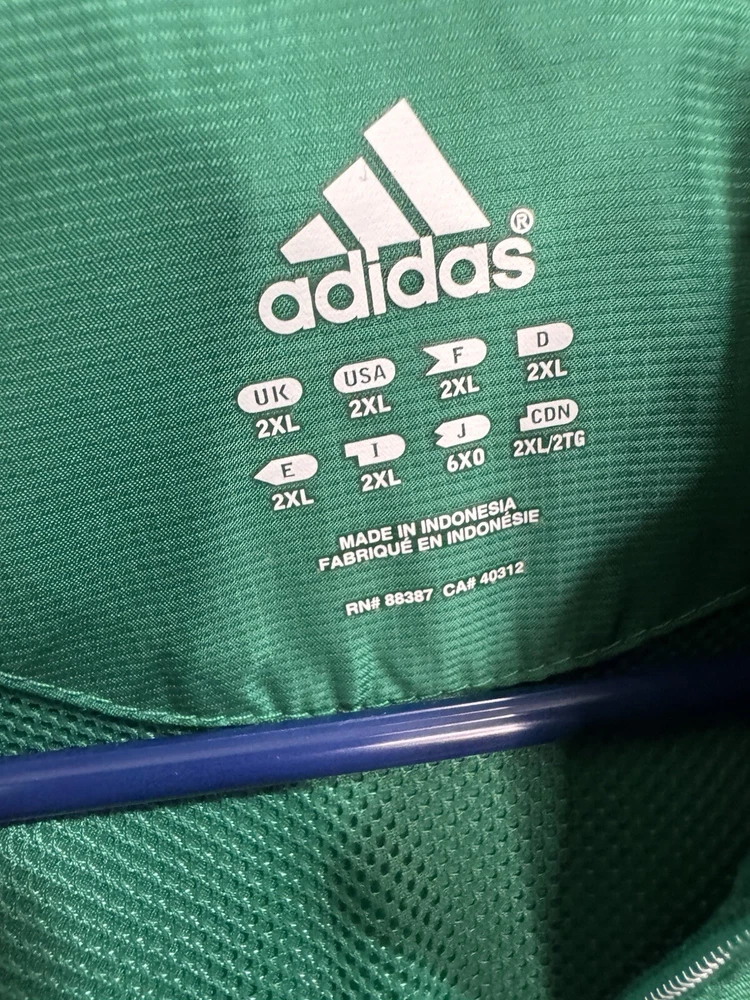 adidas®
UK USA F D
2XL 2XL 2XL 2XL
E I J CDN
2XL 2XL 6X0 2XL/2TG
MADE IN INDONESIA
FABRIQUÉ EN INDONÉSIE
RN# 88387 CA# 40312